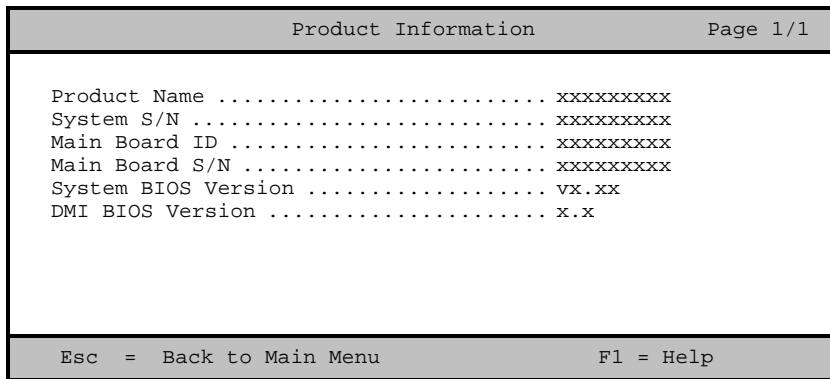 Product Information Page 1/1
Product Name .......................... xxxxxxxxx
System S/N ............................ xxxxxxxxx
Main Board ID ......................... xxxxxxxxx
Main Board S/N ........................ xxxxxxxxx
System BIOS Version ................... vx.xx
DMI BIOS Version ...................... x.x
Esc = Back to Main Menu F1 = Help